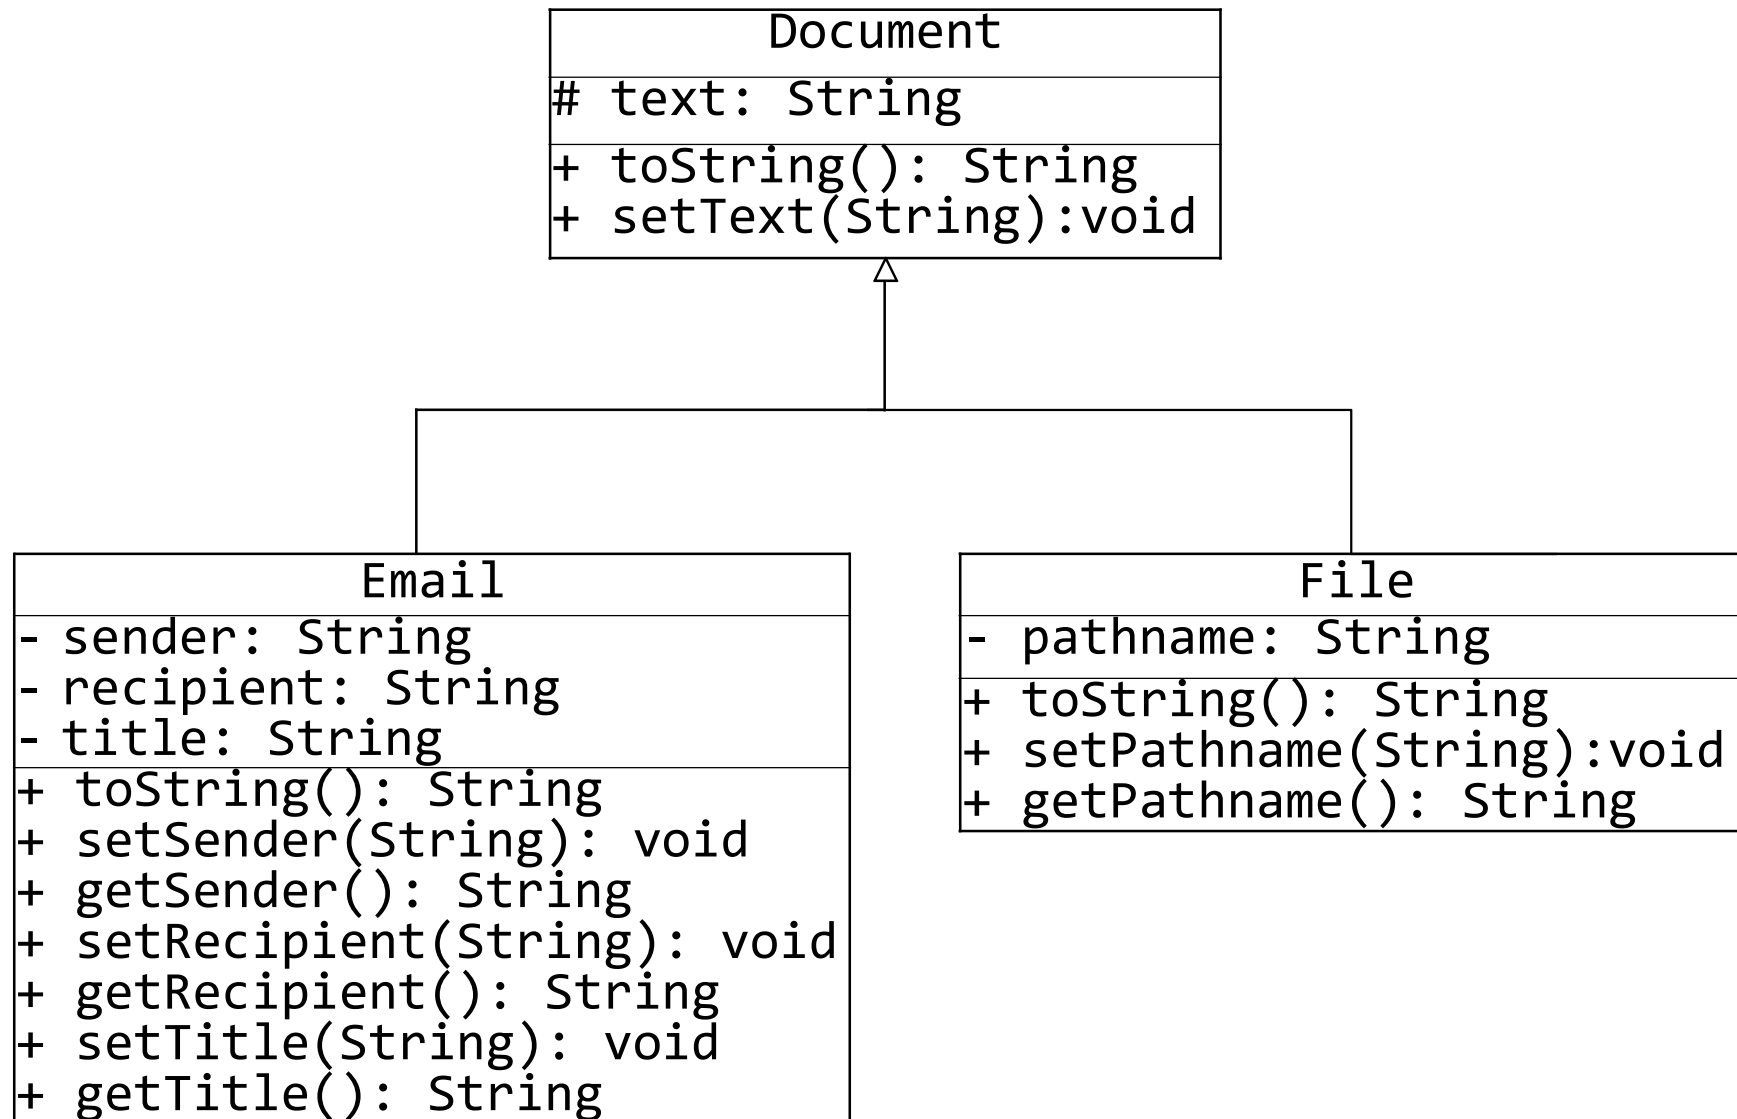 Document
# text: String
+ toString(): String
+ setText(String):void
Email
- sender: String
- recipient: String
- title: String
+ toString(): String
+ setSender(String): void
+ getSender(): String
+ setRecipient(String): void
+ getRecipient(): String
+ setTitle(String): void
+ getTitle(): String
File
- pathname: String
+ toString(): String
+ setPathname(String):void
+ getPathname(): String